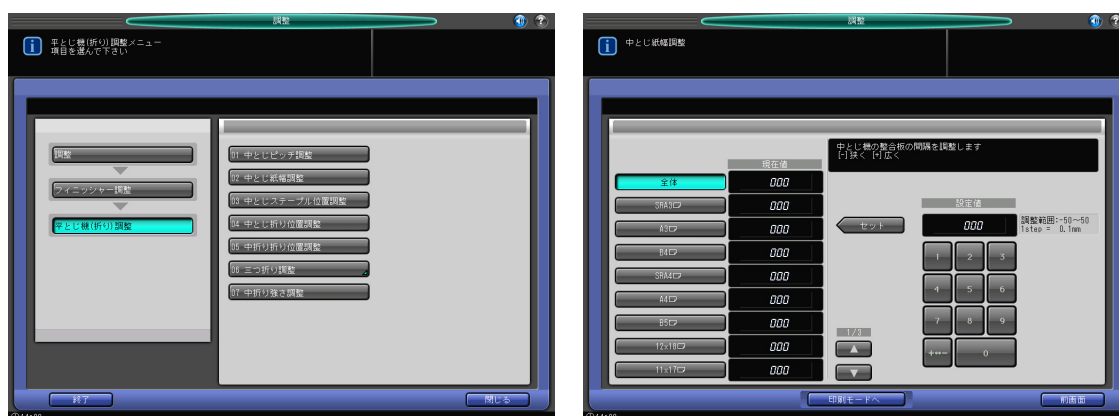 調整
平とじ機(折り)調整メニュー
項目を選んで下さい
調整
フィニッシャー調整
平とじ機(折り)調整
01 中とじピッチ調整
02 中とじ紙幅調整
03 中とじステープル位置調整
04 中とじ折り位置調整
05 中折り折り位置調整
06 三つ折り調整
07 中折り強さ調整
終了
閉じる
調整
中とじ紙幅調整
中とじ機の整合板の間隔を調整します
[-]狭く [+]広く
現在値
全体 000
SRA3 000
A3 000
B4 000
SRA4 000
A4 000
B5 000
12×18 000
11×17 000
設定値
セット
000
調整範囲:-50～50
1step = 0.1mm
1 2 3
4 5 6
7 8 9
0
1/3
印刷モードへ
前画面